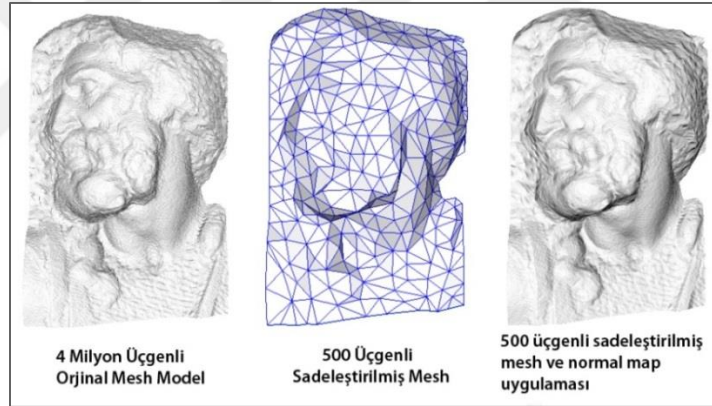 4 Milyon Üçgenli
Orjinal Mesh Model
500 Üçgenli
Sadeleştirilmiş Mesh
500 üçgenli sadeleştirilmiş
mesh ve normal map
uygulaması